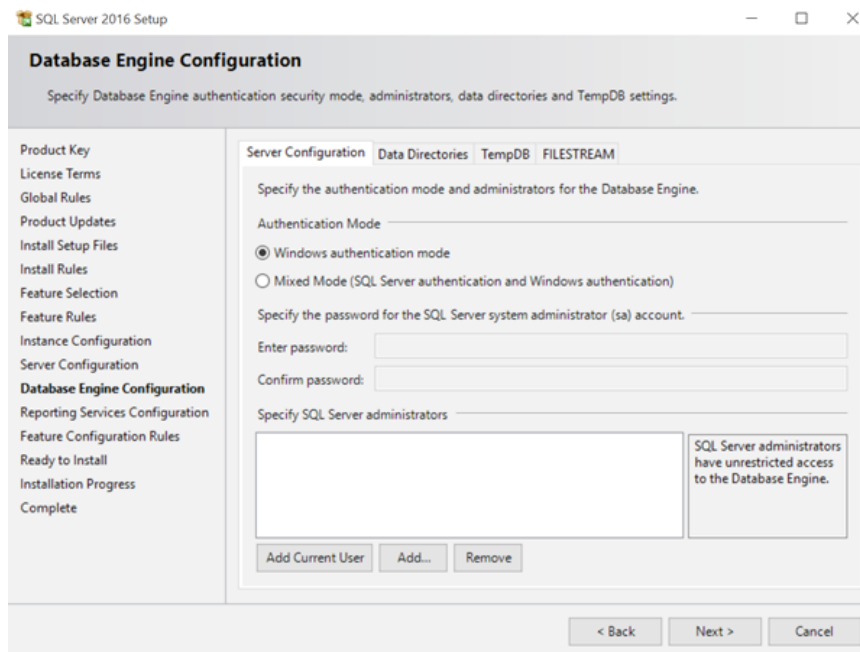 SQL Server 2016 Setup
Database Engine Configuration
Specify Database Engine authentication security mode, administrators, data directories and TempDB settings.
Product Key
License Terms
Global Rules
Product Updates
Install Setup Files
Install Rules
Feature Selection
Feature Rules
Instance Configuration
Server Configuration
Database Engine Configuration
Reporting Services Configuration
Feature Configuration Rules
Ready to Install
Installation Progress
Complete
Server Configuration Data Directories TempDB FILESTREAM
Specify the authentication mode and administrators for the Database Engine.
Authentication Mode
Windows authentication mode
Mixed Mode (SQL Server authentication and Windows authentication)
Specify the password for the SQL Server system administrator (sa) account.
Enter password:
Confirm password:
Specify SQL Server administrators
SQL Server administrators
have unrestricted access
to the Database Engine.
Add Current User Add... Remove
< Back Next > Cancel